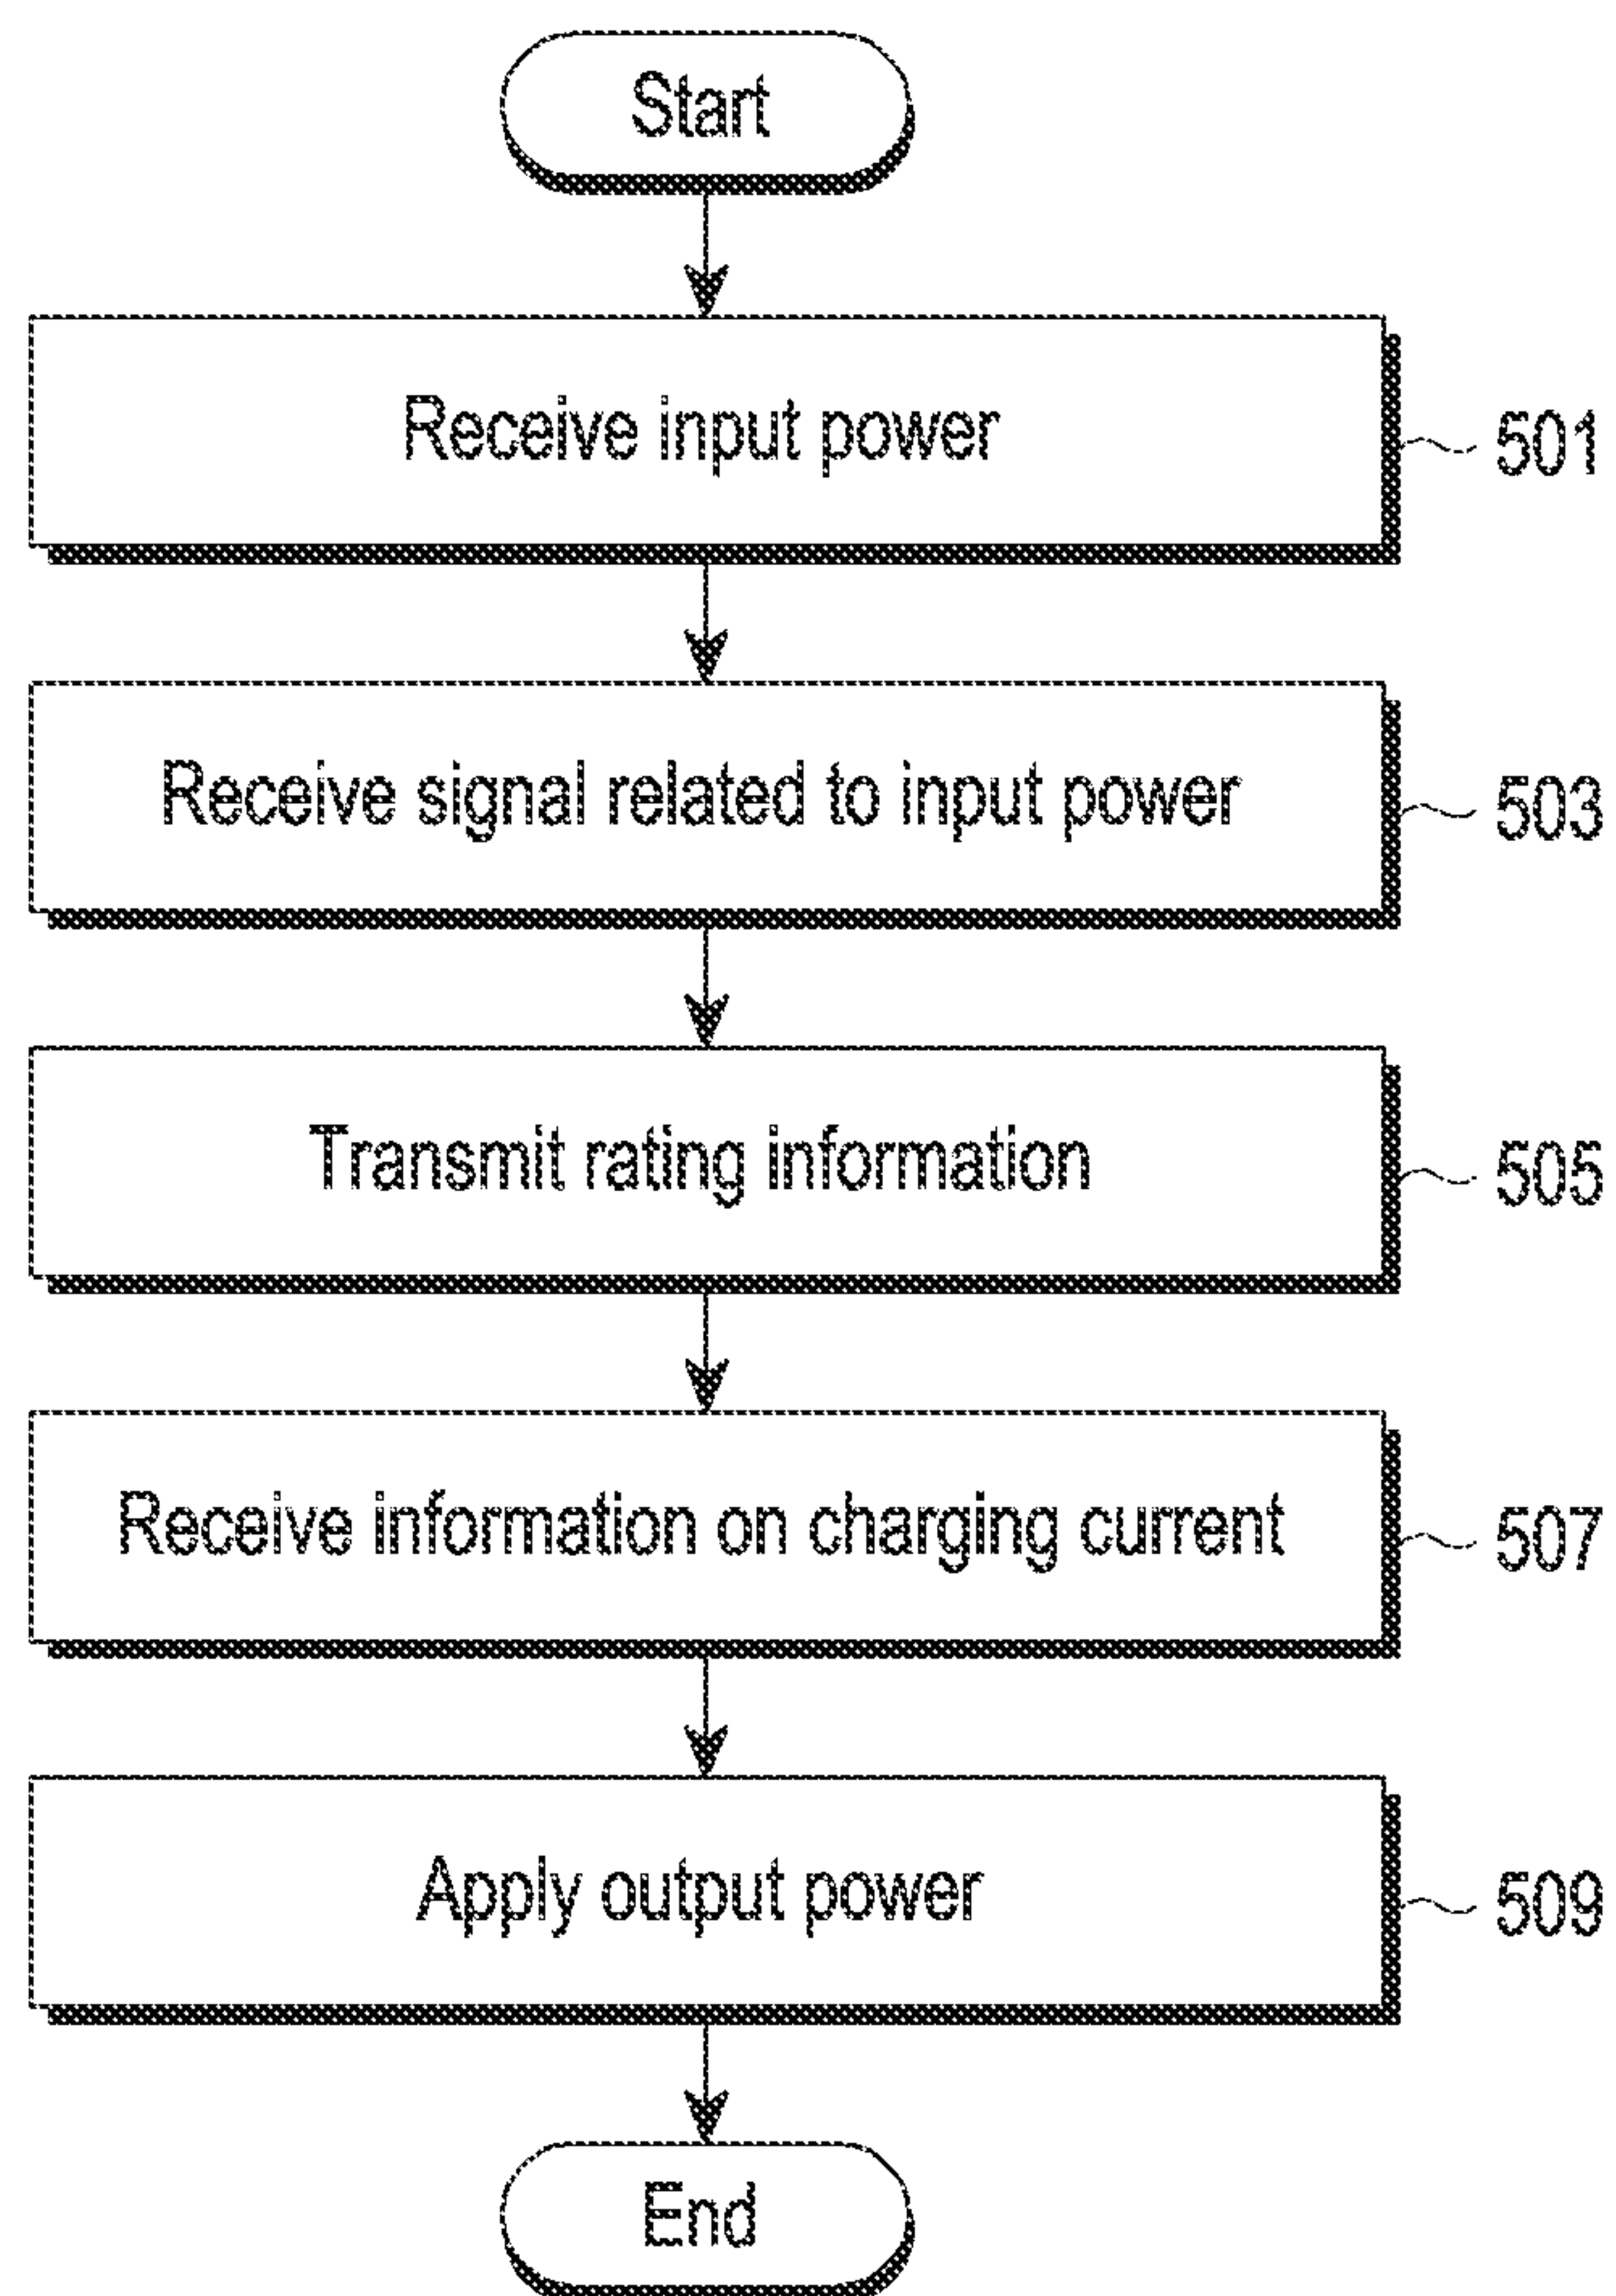 Start
Receive input power
501
Receive signal related to input power
503
Transmit rating information
505
Receive information on charging current
507
Apply output power
509
End